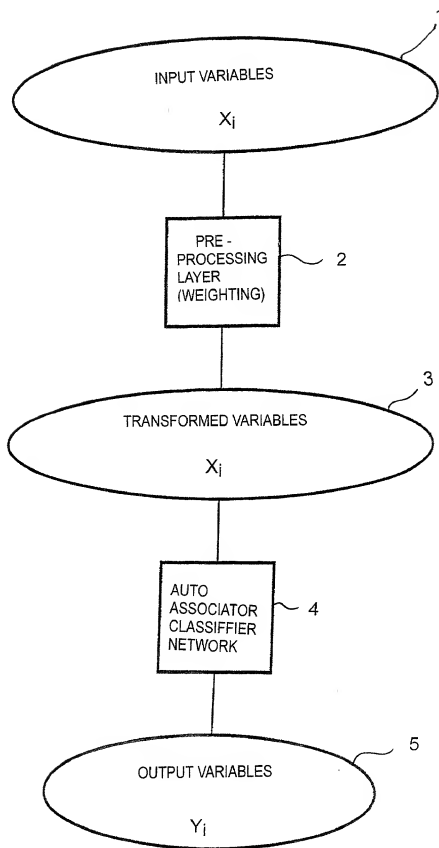 INPUT VARIABLES
Xi
PRE -
PROCESSING
LAYER
(WEIGHTING)
2
3
TRANSFORMED VARIABLES
Xi
AUTO
ASSOCIATOR
CLASSIFFIER
NETWORK
4
5
OUTPUT VARIABLES
Yi